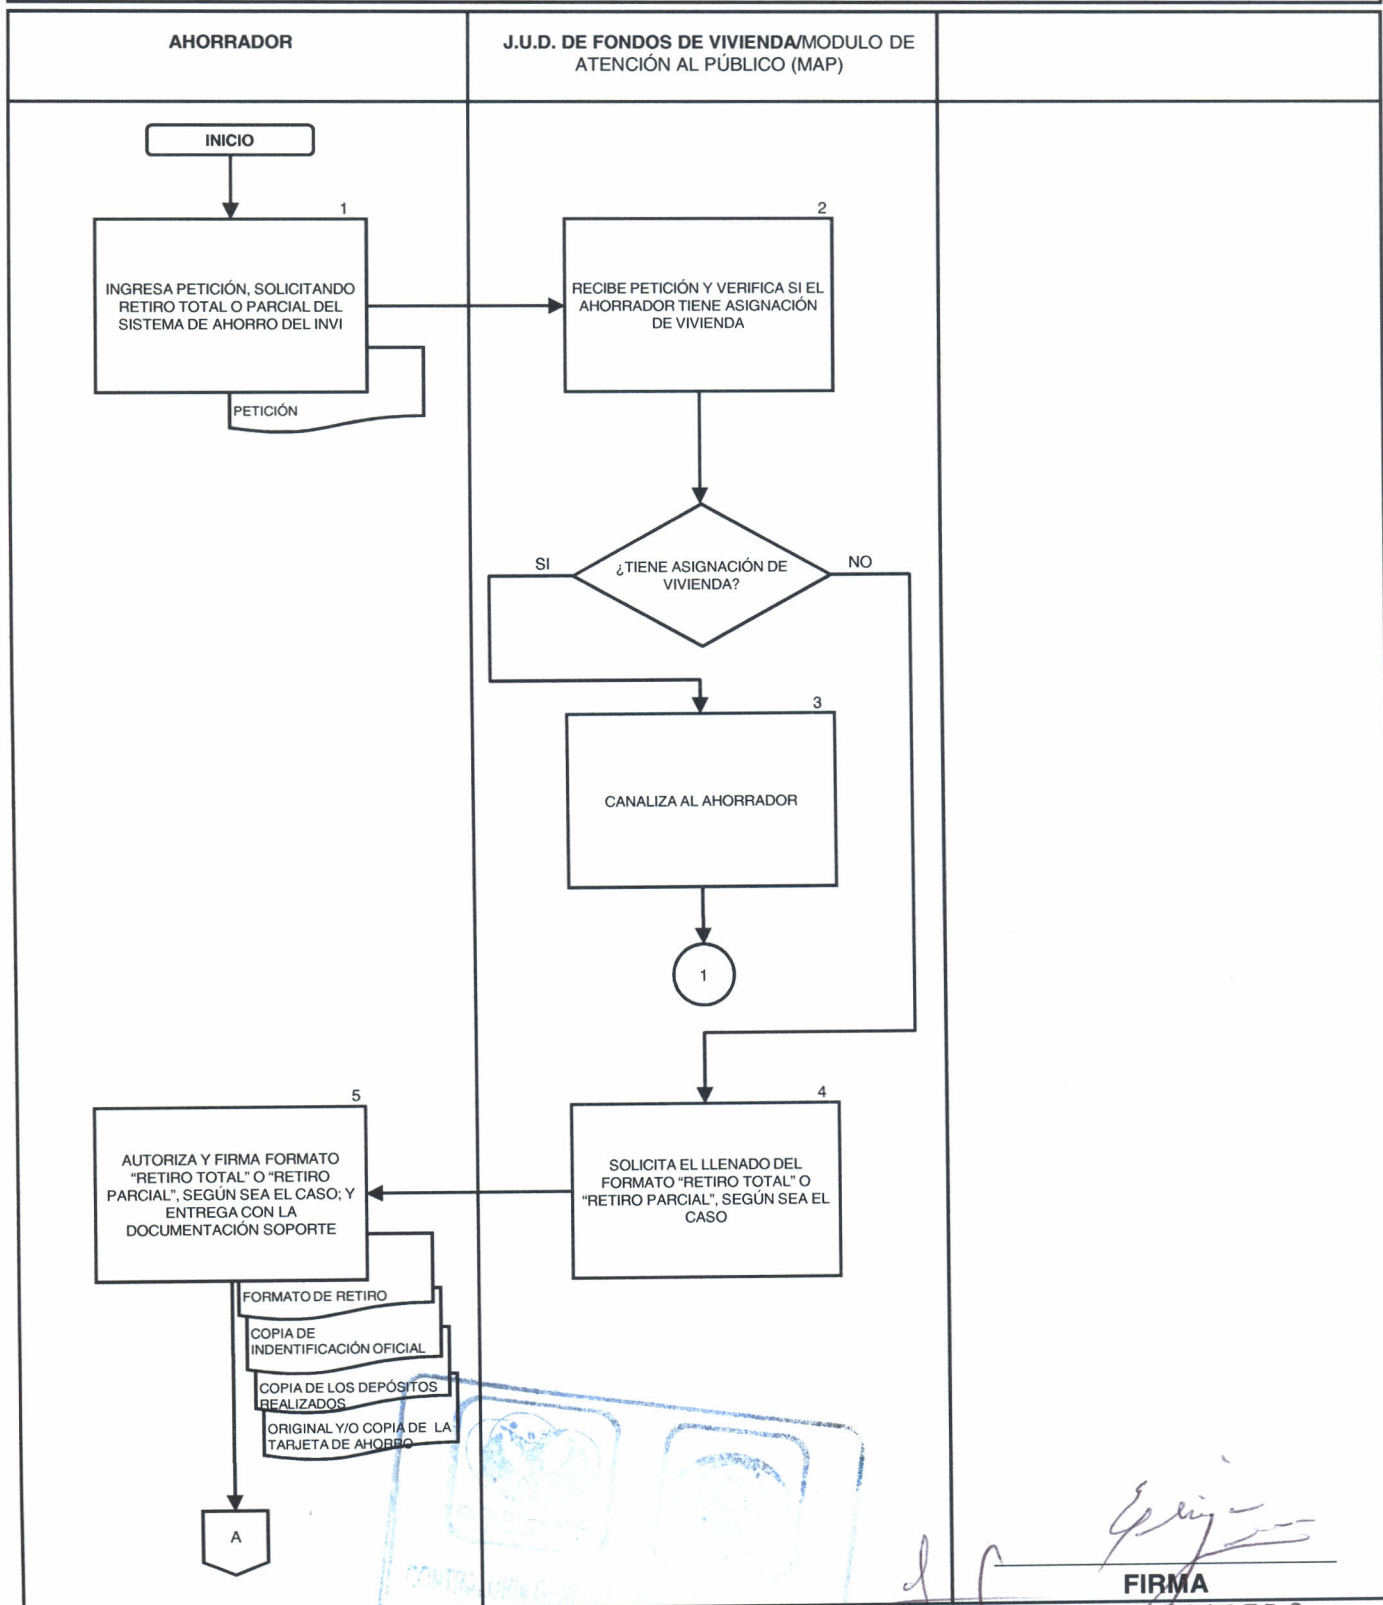 AHORRADOR
J.U.D. DE FONDOS DE VIVIENDA/MODULO DE
ATENCIÓN AL PÚBLICO (MAP)
INICIO
1
INGRESA PETICIÓN, SOLICITANDO
RETIRO TOTAL O PARCIAL DEL
SISTEMA DE AHORRO DEL INVI
PETICIÓN
2
RECIBE PETICIÓN Y VERIFICA SI EL
AHORRADOR TIENE ASIGNACIÓN
DE VIVIENDA
SI
¿TIENE ASIGNACIÓN DE
VIVIENDA?
NO
3
CANALIZA AL AHORRADOR
1
4
SOLICITA EL LLENADO DEL
FORMATO “RETIRO TOTAL” O
“RETIRO PARCIAL”, SEGÚN SEA EL
CASO
5
AUTORIZA Y FIRMA FORMATO
“RETIRO TOTAL” O “RETIRO
PARCIAL”, SEGÚN SEA EL CASO; Y
ENTREGA CON LA
DOCUMENTACIÓN SOPORTE
FORMATO DE RETIRO
COPIA DE
INDENTIFICACIÓN OFICIAL
COPIA DE LOS DEPÓSITOS
REALIZADOS
ORIGINAL Y/O COPIA DE LA
TARJETA DE AHORRO
A
FIRMA